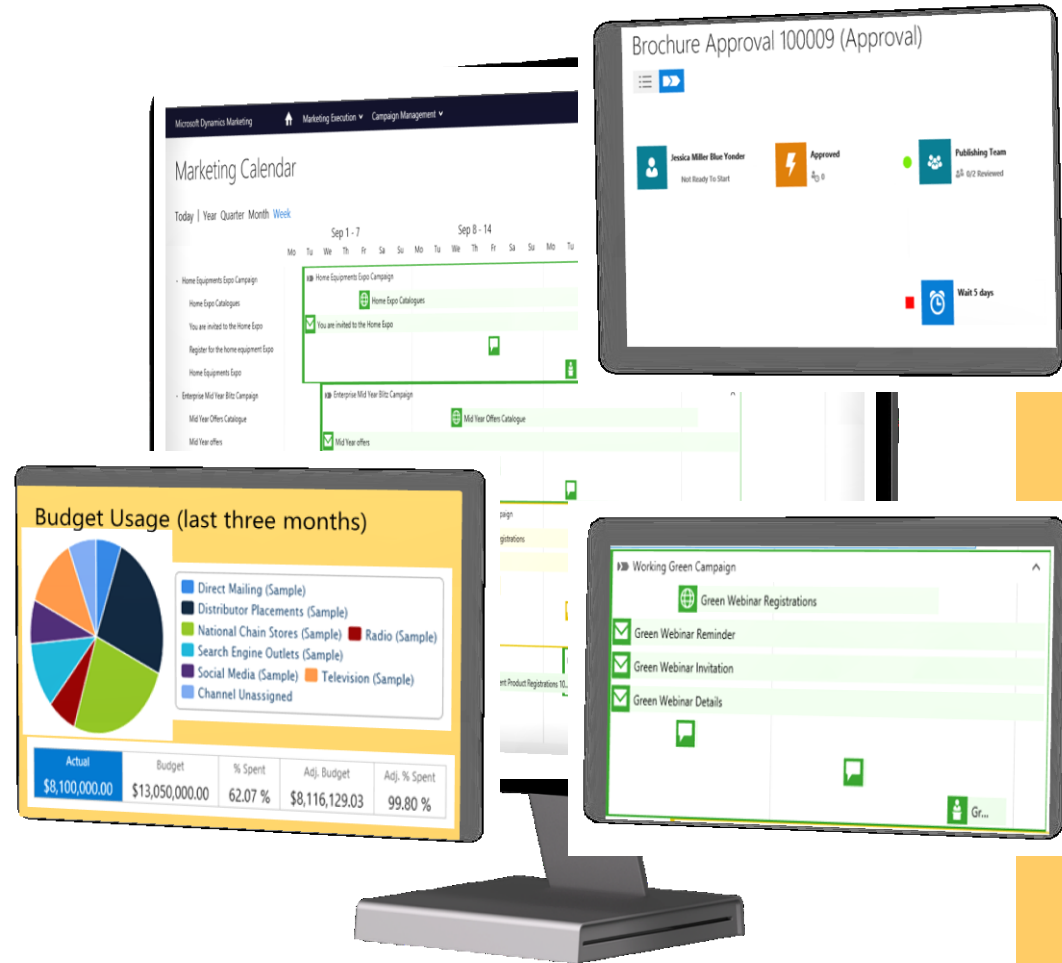 Brochure Approval 100009 (Approval)
Jessica Miller Blue Yonder
Not Ready To Start
Approved
0
Publishing Team
0/2 Reviewed
Wait 5 days
Microsoft Dynamics Marketing Marketing Execution Campaign Management
Marketing Calendar
Today | Year Quarter Month Week
Sep 1 - 7 Sep 8 - 14
Mo Tu We Th Fr Sa Su Mo Tu We Th Fr Sa Su Mo Tu
Home Equipments Expo Campaign Home Equipments Expo Campaign
Home Expo Catalogues Home Expo Catalogues
You are invited to the Home Expo You are invited to the Home Expo
Register for the home equipment Expo
Home Equipments Expo
Enterprise Mid Year Blitz Campaign Enterprise Mid Year Blitz Campaign
Mid Year Offers Catalogue Mid Year Offers Catalogue
Mid Year offers Mid Year offers
paign
gistrations
ent Product Registrations 10...
Budget Usage (last three months)
Direct Mailing (Sample)
Distributor Placements (Sample)
National Chain Stores (Sample) Radio (Sample)
Search Engine Outlets (Sample)
Social Media (Sample) Television (Sample)
Channel Unassigned
Actual Budget % Spent Adj. Budget Adj. % Spent
$8,100,000.00 $13,050,000.00 62.07 % $8,116,129.03 99.80 %
Working Green Campaign
Green Webinar Registrations
Green Webinar Reminder
Green Webinar Invitation
Green Webinar Details
Gr...